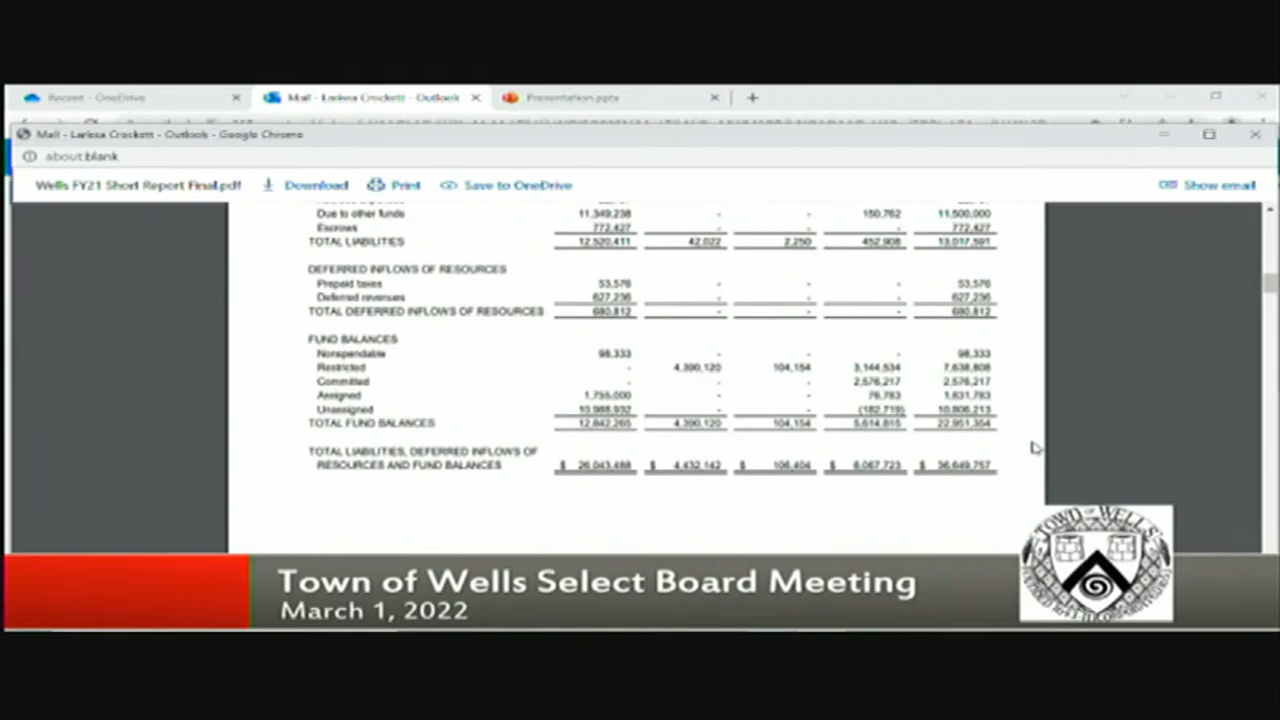 Recent - OneDrive
Mail - Larissa Crockett - Outlook
Presentation.pptx
Mail - Larissa Crockett - Outlook - Google Chrome
about:blank
Wells FY21 Short Report Final.pdf Download Print Save to OneDrive Show email
Due to other funds 11,349,238 - - 150,762 11,500,000
Escrows 772,427 - - - 772,427
TOTAL LIABILITIES 12,520,411 42,022 2,250 452,908 13,017,591
DEFERRED INFLOWS OF RESOURCES
Prepaid taxes 53,576 - - - 53,576
Deferred revenues 627,236 - - - 627,236
TOTAL DEFERRED INFLOWS OF RESOURCES 680,812 - - - 680,812
FUND BALANCES
Nonspendable 98,333 - - - 98,333
Restricted - 4,390,120 104,154 3,144,534 7,638,808
Committed - - - 2,576,217 2,576,217
Assigned 1,755,000 - - 76,783 1,831,783
Unassigned 10,988,932 - - (182,719) 10,806,213
TOTAL FUND BALANCES 12,842,265 4,390,120 104,154 5,614,815 22,951,354
TOTAL LIABILITIES, DEFERRED INFLOWS OF
RESOURCES AND FUND BALANCES $ 26,043,488 $ 4,432,142 $ 106,404 $ 6,067,723 $ 36,649,757
Town of Wells Select Board Meeting
March 1, 2022
TOWN OF WELLS